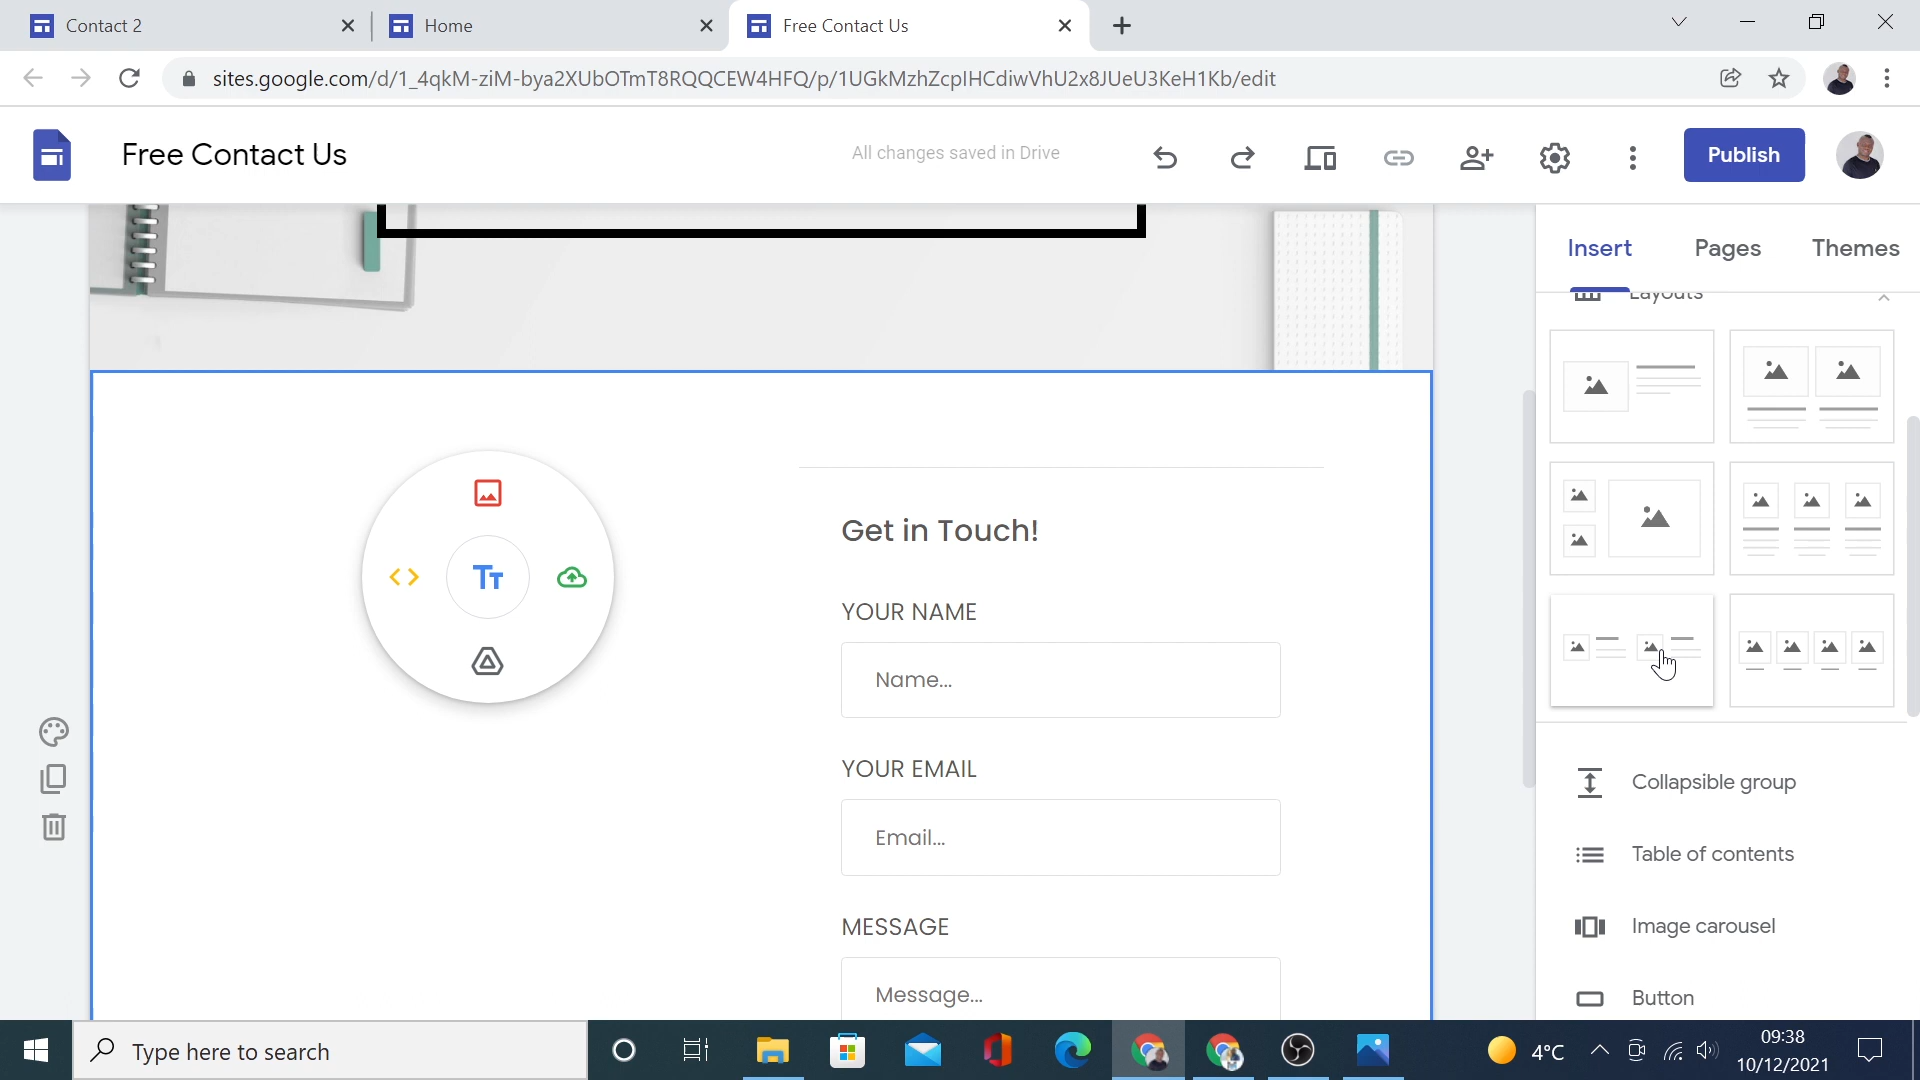 Contact 2
Home
Free Contact Us
sites.google.com/d/1_4qkM-ziM-bya2XUbOTmT8RQQCEW4HFQ/p/1UGkMzhZcpIHCdiwVhU2x8JUeU3KeH1Kb/edit
Free Contact Us
All changes saved in Drive
Publish
Insert
Pages
Themes
Layouts
Get in Touch!
YOUR NAME
Name...
YOUR EMAIL
Email...
MESSAGE
Message...
Collapsible group
Table of contents
Image carousel
Button
Type here to search
4°C
09:38
10/12/2021